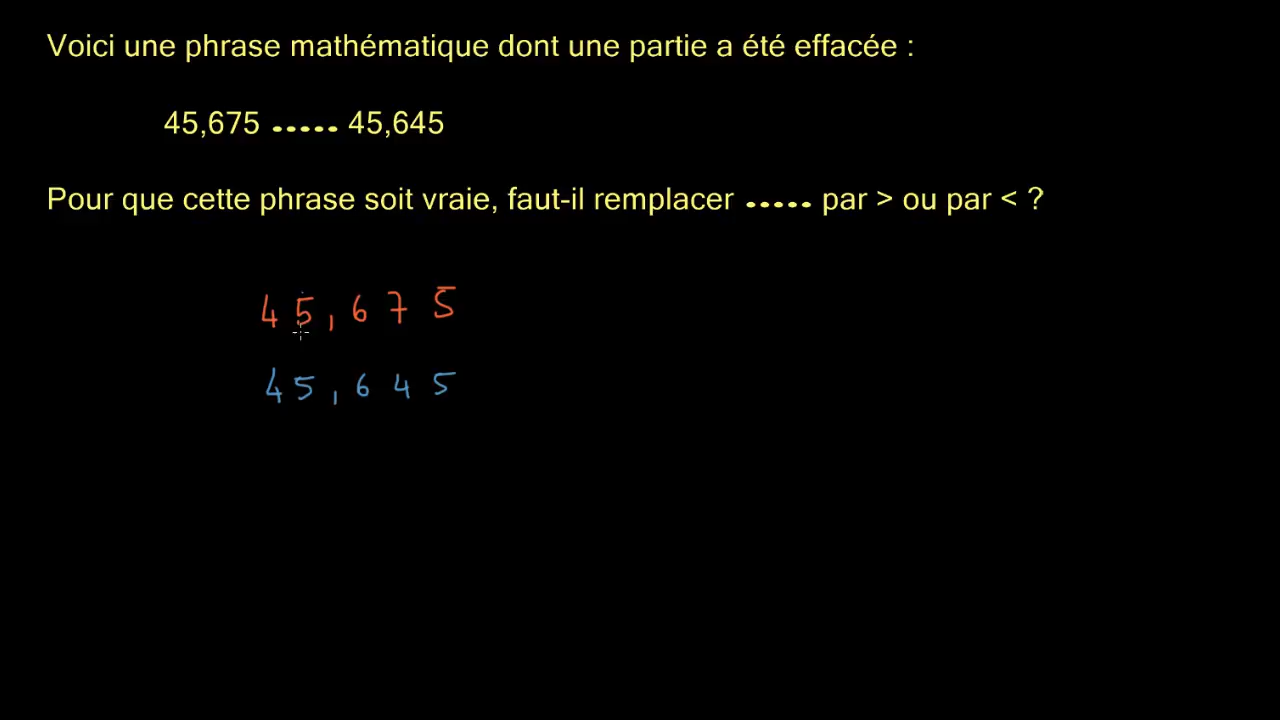 Voici une phrase mathématique dont une partie a été effacée :
45,675 ..... 45,645
Pour que cette phrase soit vraie, faut-il remplacer ..... par > ou par < ?
45,675
45,645